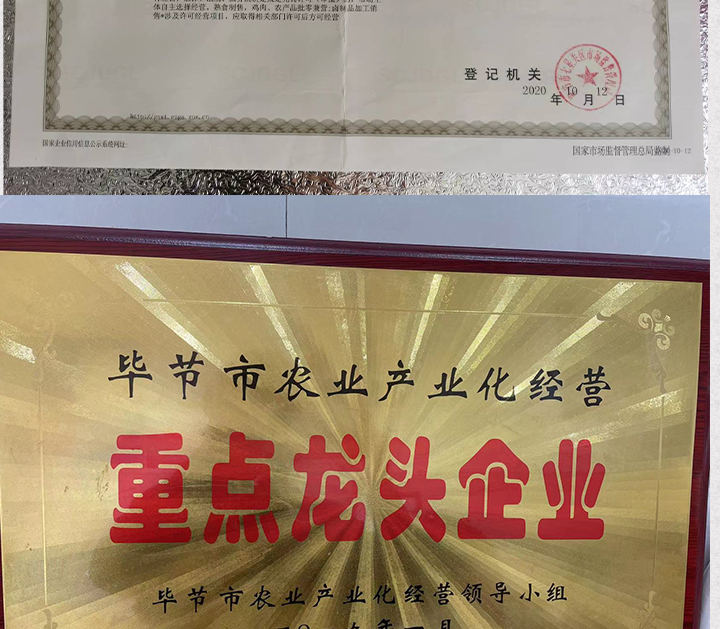 体自主选择经营。熟食制售，鸡肉、农产品批零兼营；卤制品加工销
售*涉及许可经营项目，应取得相关部门许可后方可经营
登记机关
2020 年 10 月 12 日
国家企业信用信息公示系统网址：
国家市场监督管理总局监制
毕节市农业产业化经营
重点龙头企业
毕节市农业产业化经营领导小组